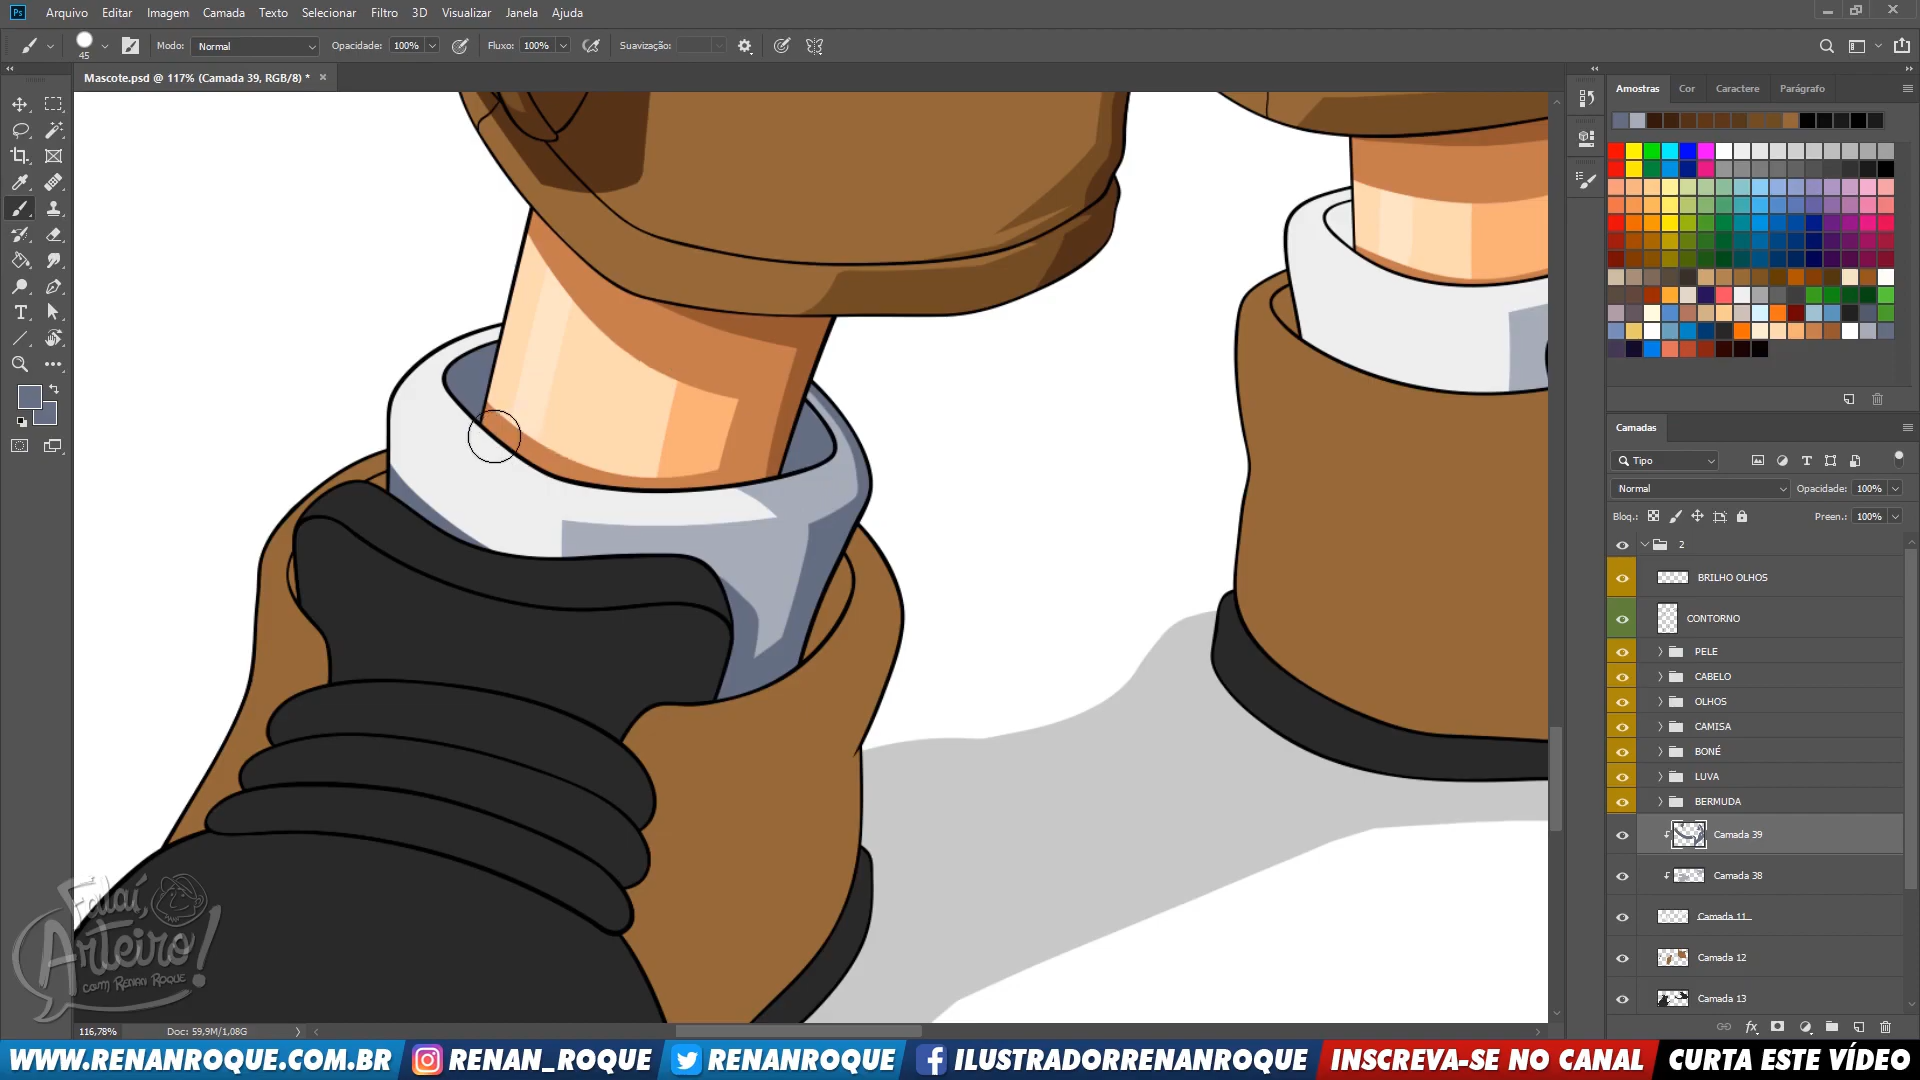 Ps Arquivo Editar Imagem Camada Texto Selecionar Filtro 3D Visualizar Janela Ajuda
45 Modo: Normal Opacidade: 100% Fluxo: 100% Suavização:
Mascote.psd @ 117% (Camada 39, RGB/8) * ×
Amostras Cor Caractere Parágrafo
Camadas
Tipo
Normal Opacidade: 100%
Bloq.: Preen.: 100%
2
BRILHO OLHOS
CONTORNO
PELE
CABELO
OLHOS
CAMISA
BONÉ
LUVA
BERMUDA
Camada 39
Camada 38
Camada 11
Camada 12
Camada 13
Falaí,
Arteiro!
com Renan Roque
116,78% Doc: 59,9M/1,08G
WWW.RENANROQUE.COM.BR RENAN_ROQUE RENANROQUE ILUSTRADORRENANROQUE INSCREVA-SE NO CANAL CURTA ESTE VÍDEO